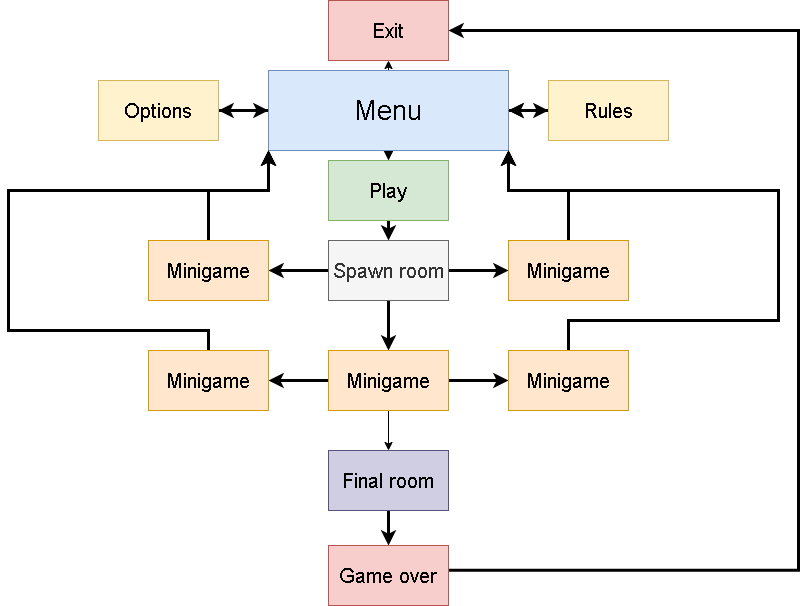 Exit
Options
Menu
Rules
Play
Minigame
Spawn room
Minigame
Minigame
Minigame
Minigame
Final room
Game over